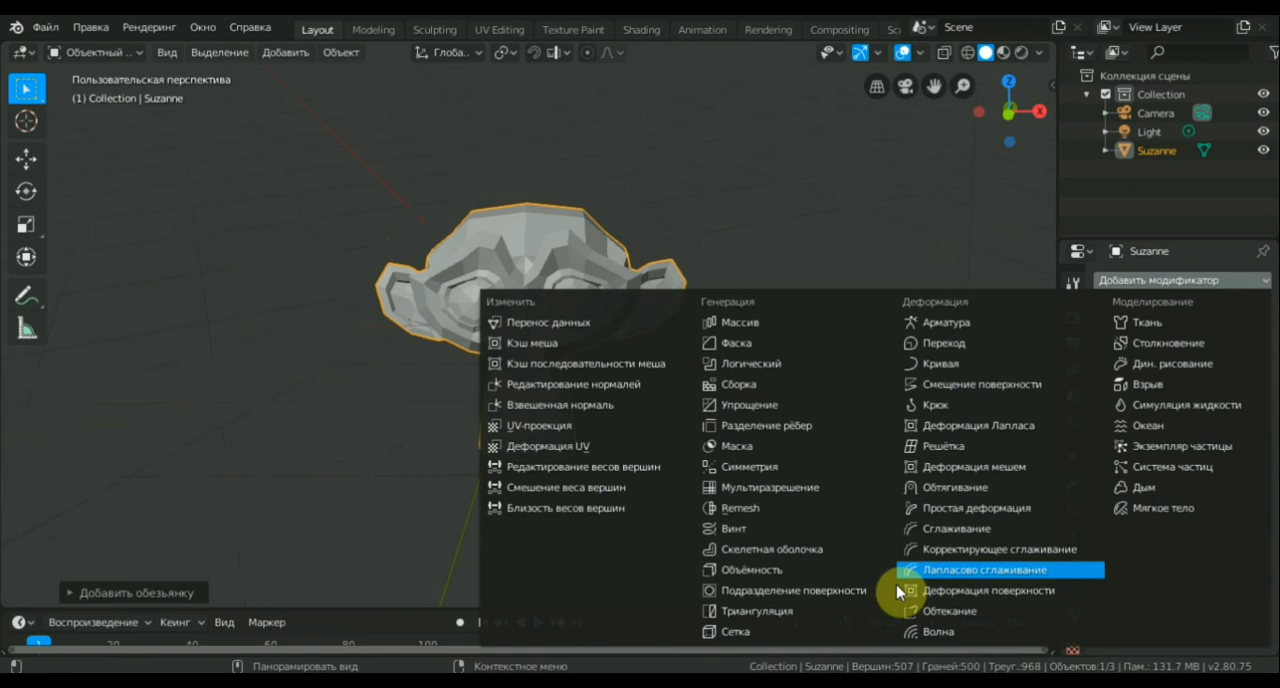 Файл Правка Рендеринг Окно Справка Layout Modeling Sculpting UV Editing Texture Paint Shading Animation Rendering Compositing Sc Scene View Layer
Объектный .. Вид Выделение Добавить Объект Глоба..
Пользовательская перспектива
(1) Collection | Suzanne
Z
X
Коллекция сцены
Collection
Camera
Light
Suzanne
Suzanne
Добавить модификатор
Изменить
Перенос данных
Кэш меша
Кэш последовательности меша
Редактирование нормалей
Взвешенная нормаль
UV-проекция
Деформация UV
Редактирование весов вершин
Смешение веса вершин
Близость весов вершин
Генерация
Массив
Фаска
Логический
Сборка
Упрощение
Разделение рёбер
Маска
Симметрия
Мультиразрешение
Remesh
Винт
Скелетная оболочка
Объёмность
Подразделение поверхности
Триангуляция
Сетка
Деформация
Арматура
Переход
Кривая
Смещение поверхности
Крюк
Деформация Лапласа
Решётка
Деформация мешем
Обтягивание
Простая деформация
Сглаживание
Корректирующее сглаживание
Лапласово сглаживание
Деформация поверхности
Обтекание
Волна
Моделирование
Ткань
Столкновение
Дин. рисование
Взрыв
Симуляция жидкости
Океан
Экземпляр частицы
Система частиц
Дым
Мягкое тело
Добавить обезьянку
Воспроизведение Кеинг Вид Маркер
1 20 40 60 80 100
Панорамировать вид Контекстное меню Collection | Suzanne | Вершин:507 | Граней:500 | Треуг.:968 | Объектов:1/3 | Пам.: 131.7 MB | v2.80.75